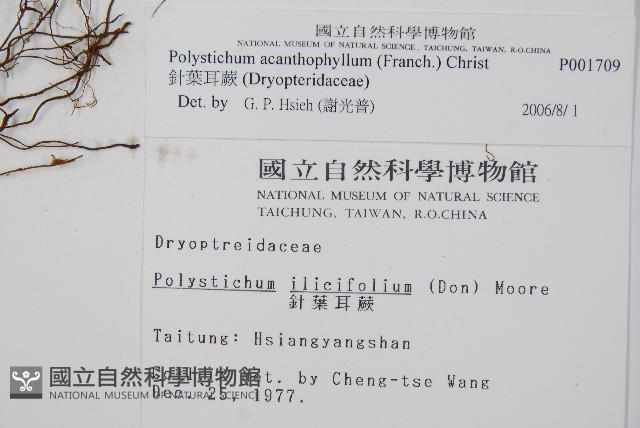 國立自然科學博物館
NATIONAL MUSEUM OF NATURAL SCIENCE, TAICHUNG, TAIWAN, R.O.CHINA
Polystichum acanthophyllum (Franch.) Christ P001709
針葉耳蕨 (Dryopteridaceae)
Det. by G. P. Hsieh (謝光普) 2006/8/1
國立自然科學博物館
NATIONAL MUSEUM OF NATURAL SCIENCE
TAICHUNG, TAIWAN, R.O.CHINA
Dryoptreidaceae
Polystichum ilicifolium (Don) Moore
針葉耳蕨
Taitung: Hsiangyangshan
by Cheng-tse Wang
Dec. 25, 1977.
國立自然科學博物館
NATIONAL MUSEUM OF NATURAL SCIENCE